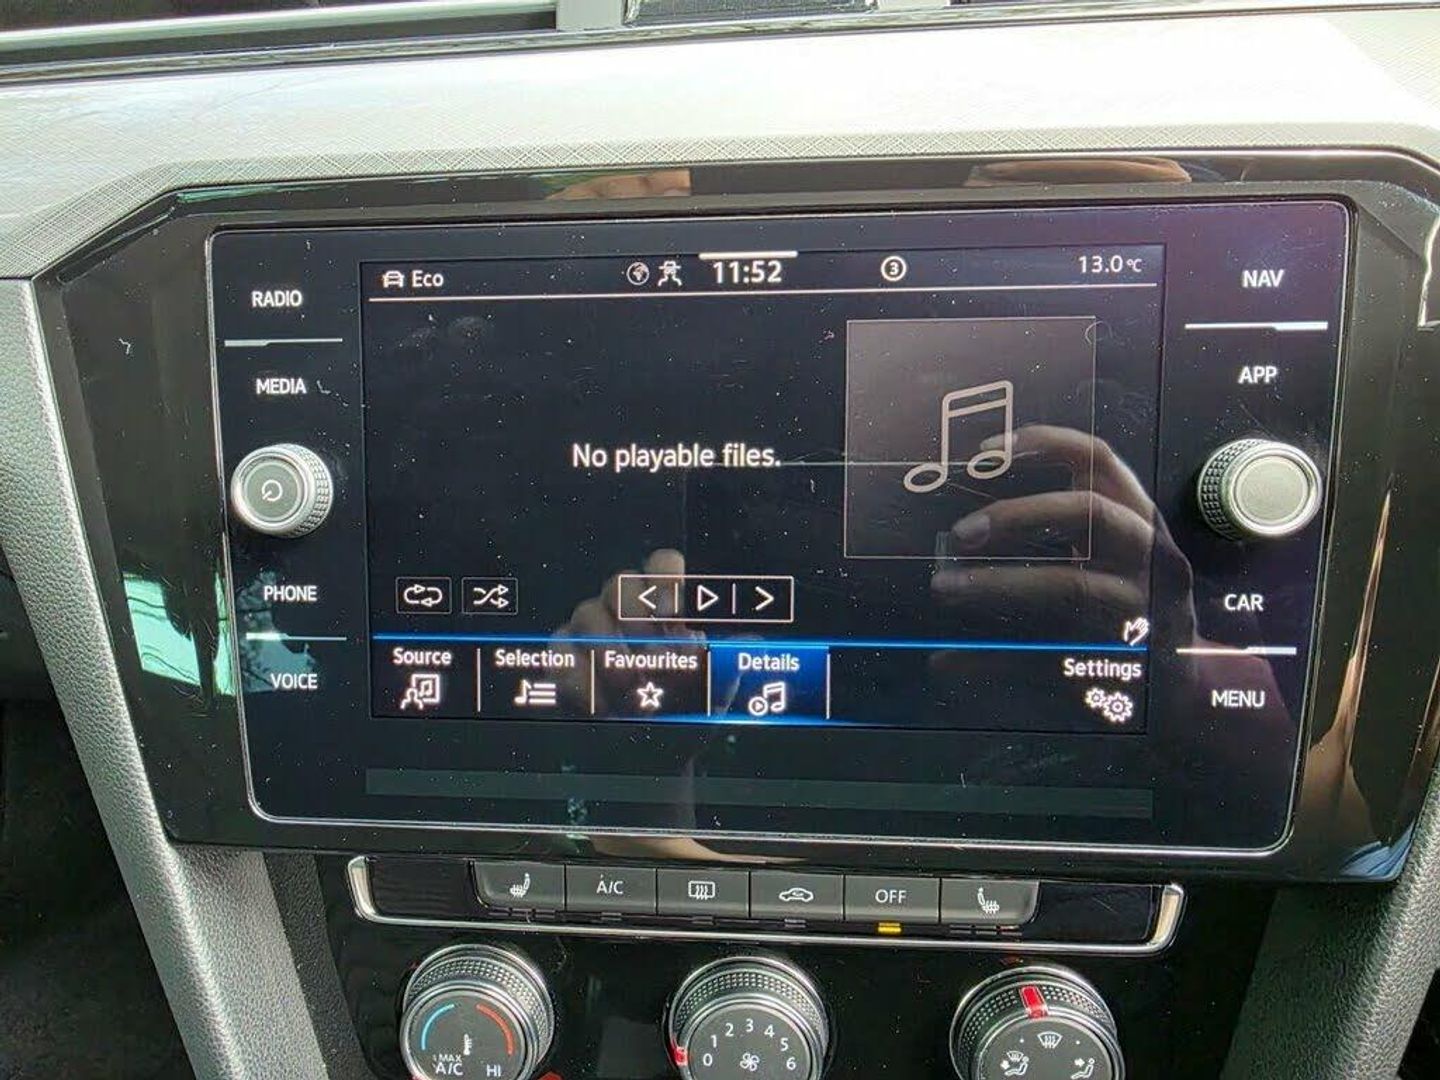 Eco 11:52 3 13.0°C
RADIO
MEDIA
PHONE
VOICE
NAV
APP
CAR
MENU
No playable files.
Source Selection Favourites Details Settings
A/C OFF
MAX
A/C HI
0 1 2 3 4 5 6